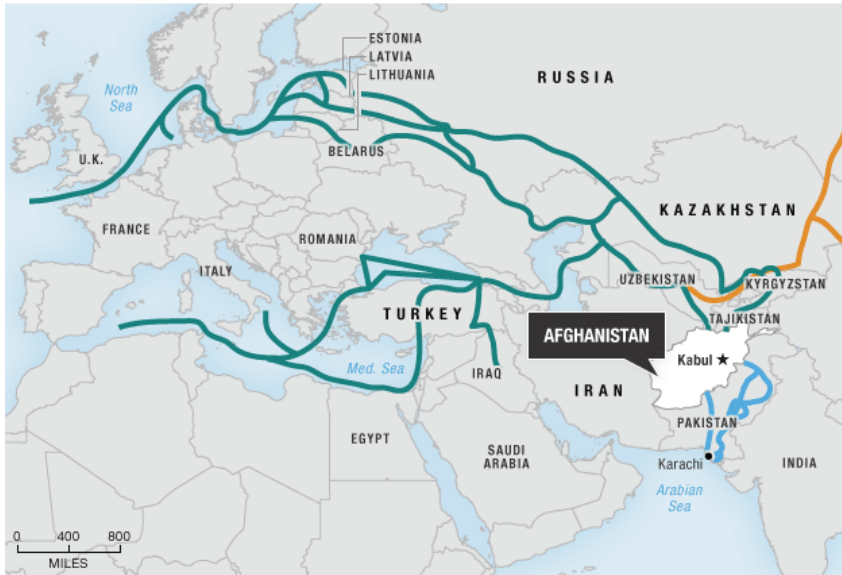 ESTONIA
LATVIA
LITHUANIA
RUSSIA
North
Sea
U.K.
BELARUS
KAZAKHSTAN
FRANCE
ROMANIA
ITALY
UZBEKISTAN
KYRGYZSTAN
TURKEY
TAJIKISTAN
AFGHANISTAN
Kabul
Med. Sea
IRAQ
IRAN
PAKISTAN
EGYPT
SAUDI
ARABIA
Karachi
INDIA
Arabian
Sea
0 400 800
MILES